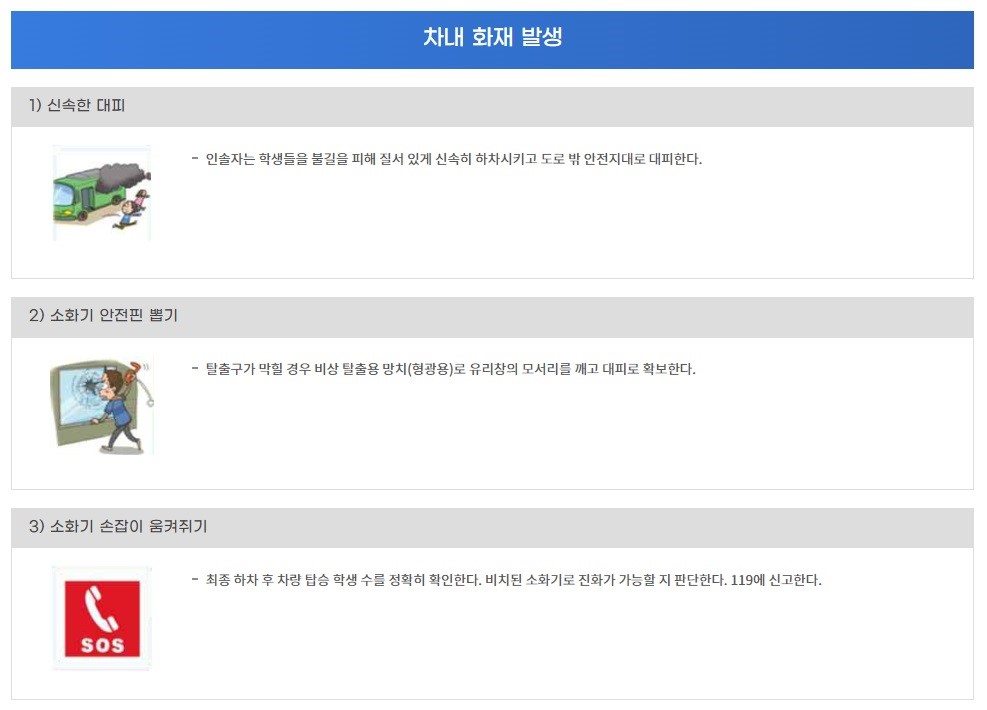 차내 화재 발생
1) 신속한 대피
- 인솔자는 학생들을 불길을 피해 질서 있게 신속히 하차시키고 도로 밖 안전지대로 대피한다.
2) 소화기 안전핀 뽑기
- 탈출구가 막힐 경우 비상 탈출용 망치(형광용)로 유리창의 모서리를 깨고 대피로 확보한다.
3) 소화기 손잡이 움켜쥐기
- 최종 하차 후 차량 탑승 학생 수를 정확히 확인한다. 비치된 소화기로 진화가 가능할 지 판단한다. 119에 신고한다.
SOS